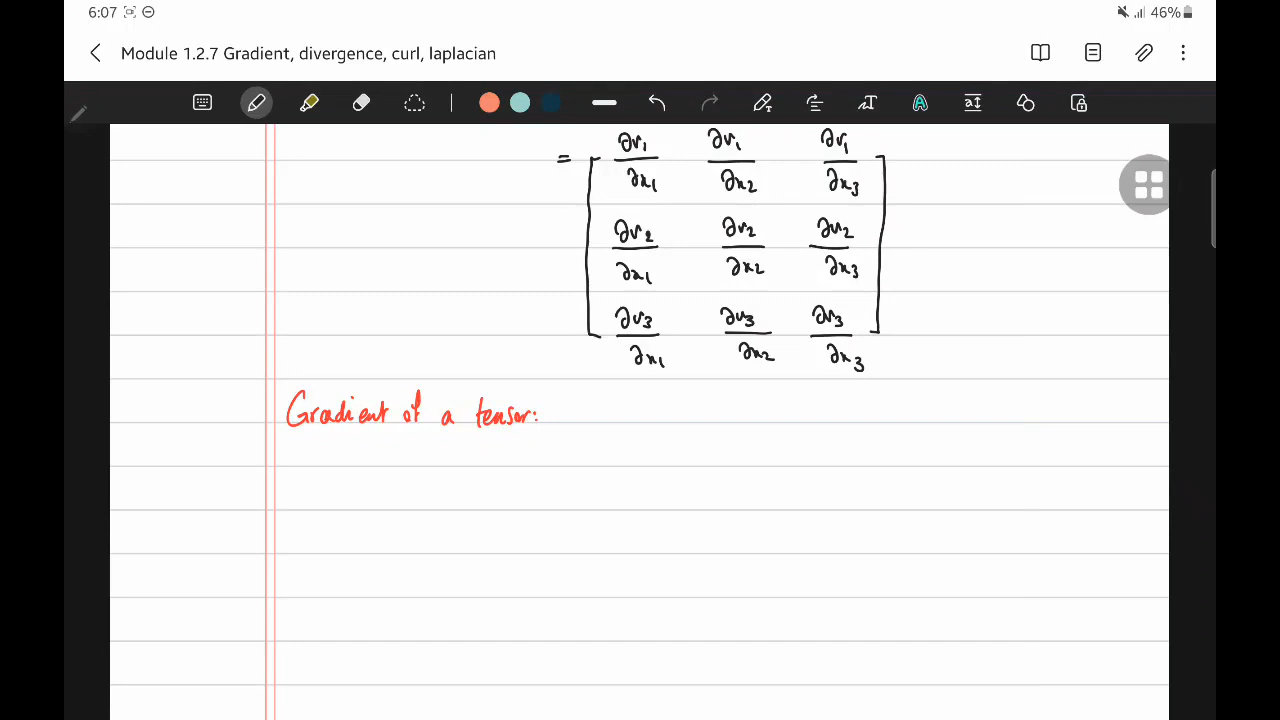 6:07 46%
Module 1.2.7 Gradient, divergence, curl, laplacian
∂v₁ ∂v₁ ∂v₁
= ∂x₁ ∂x₂ ∂x₃
∂v₂ ∂v₂ ∂v₂
∂x₁ ∂x₂ ∂x₃
∂v₃ ∂v₃ ∂v₃
∂x₁ ∂x₂ ∂x₃
Gradient of a tensor: